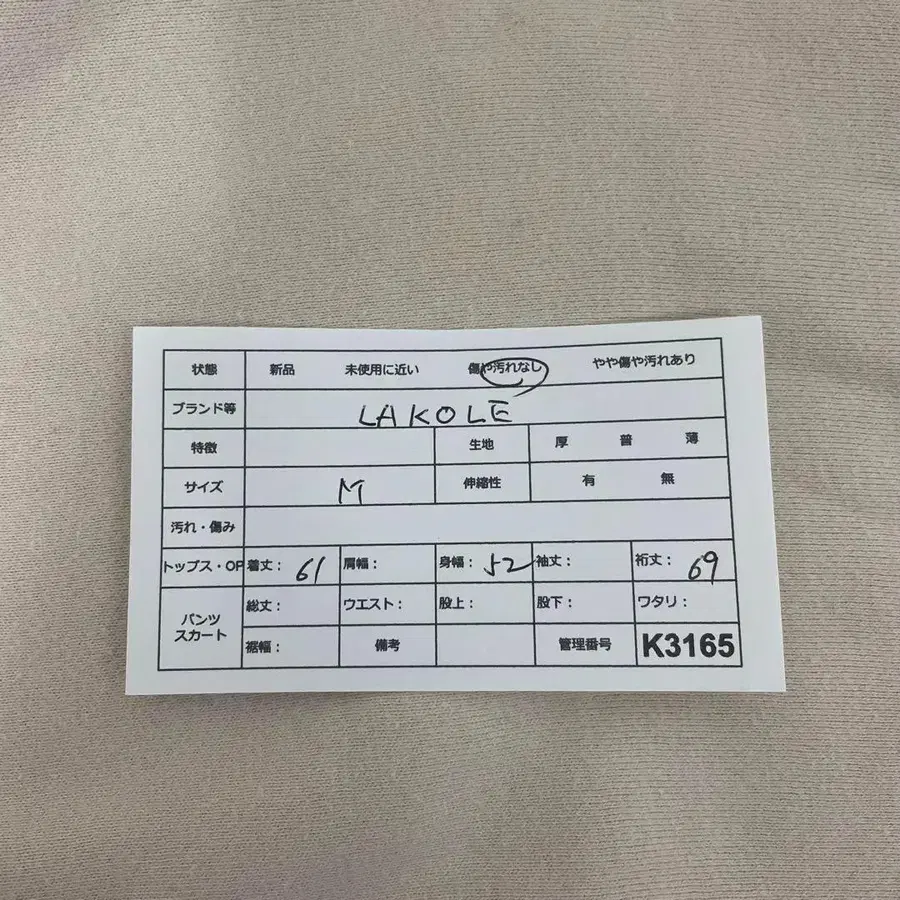 状態 新品 未使用に近い 傷や汚れなし やや傷や汚れあり
ブランド等 LAKOLE
特徴 生地 厚 普 薄
サイズ M 伸縮性 有 無
汚れ・傷み
トップス・OP 着丈： 61 肩幅： 身幅： 52 袖丈： 裄丈： 69
パンツ スカート 総丈： ウエスト： 股上： 股下： ワタリ：
裾幅： 備考 管理番号 K3165